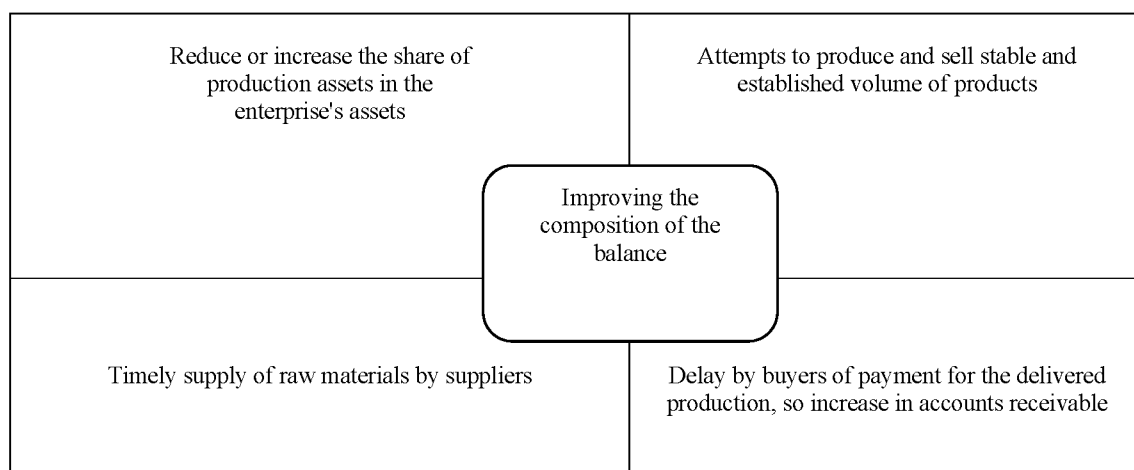 Reduce or increase the share of
production assets in the
enterprise's assets
Attempts to produce and sell stable and
established volume of products
Improving the
composition of the
balance
Timely supply of raw materials by suppliers
Delay by buyers of payment for the delivered
production, so increase in accounts receivable